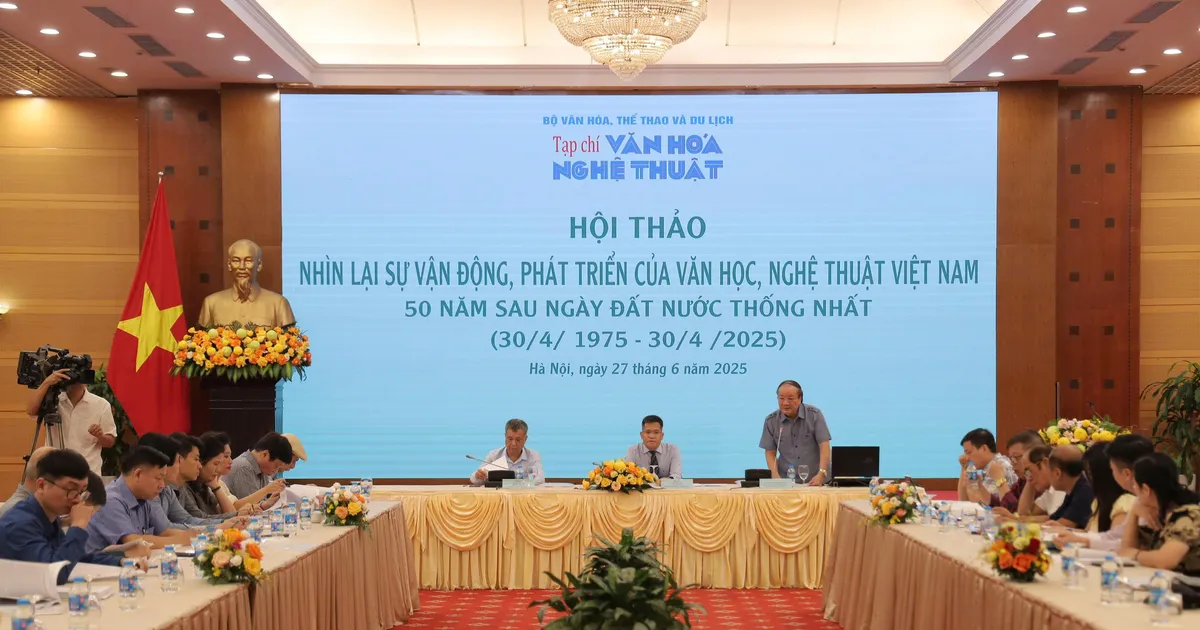 BỘ VĂN HÓA, THỂ THAO VÀ DU LỊCH
Tạp chí VĂN HÓA
NGHỆ THUẬT
HỘI THẢO
NHÌN LẠI SỰ VẬN ĐỘNG, PHÁT TRIỂN CỦA VĂN HỌC, NGHỆ THUẬT VIỆT NAM
50 NĂM SAU NGÀY ĐẤT NƯỚC THỐNG NHẤT
(30/4/ 1975 - 30/4 /2025)
Hà Nội, ngày 27 tháng 6 năm 2025